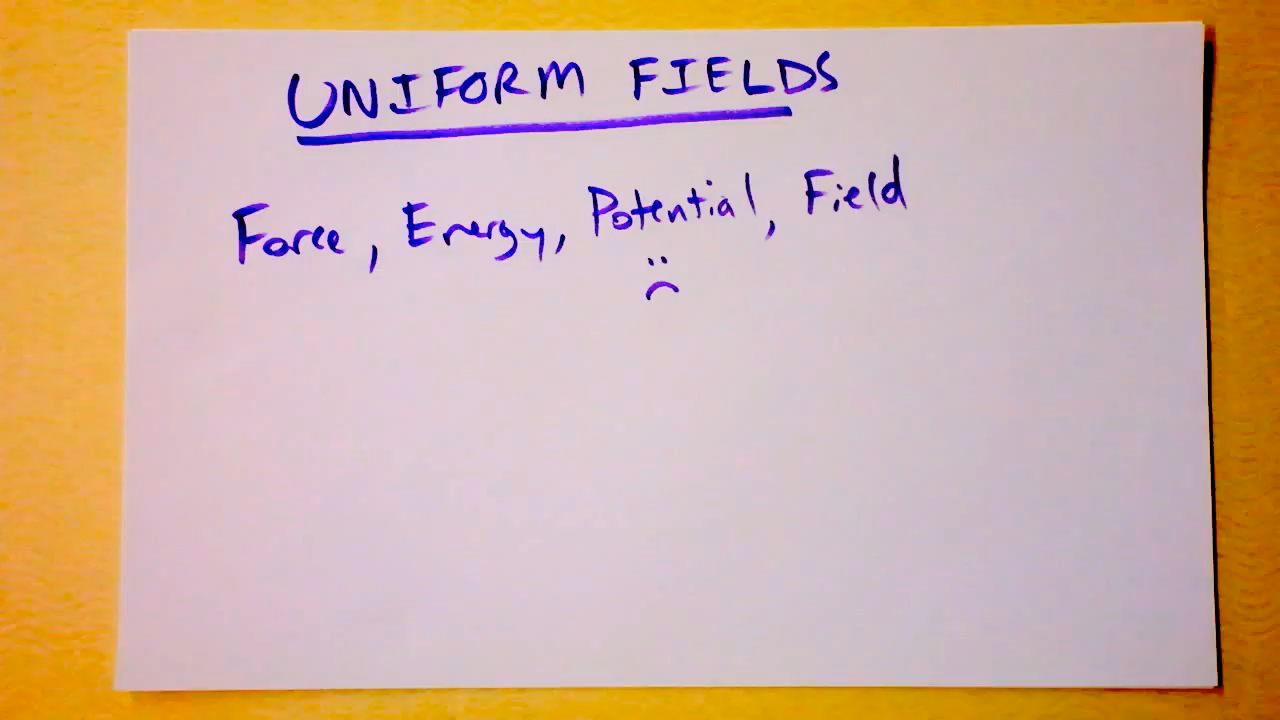 UNIFORM FIELDS
Force, Energy, Potential, Field